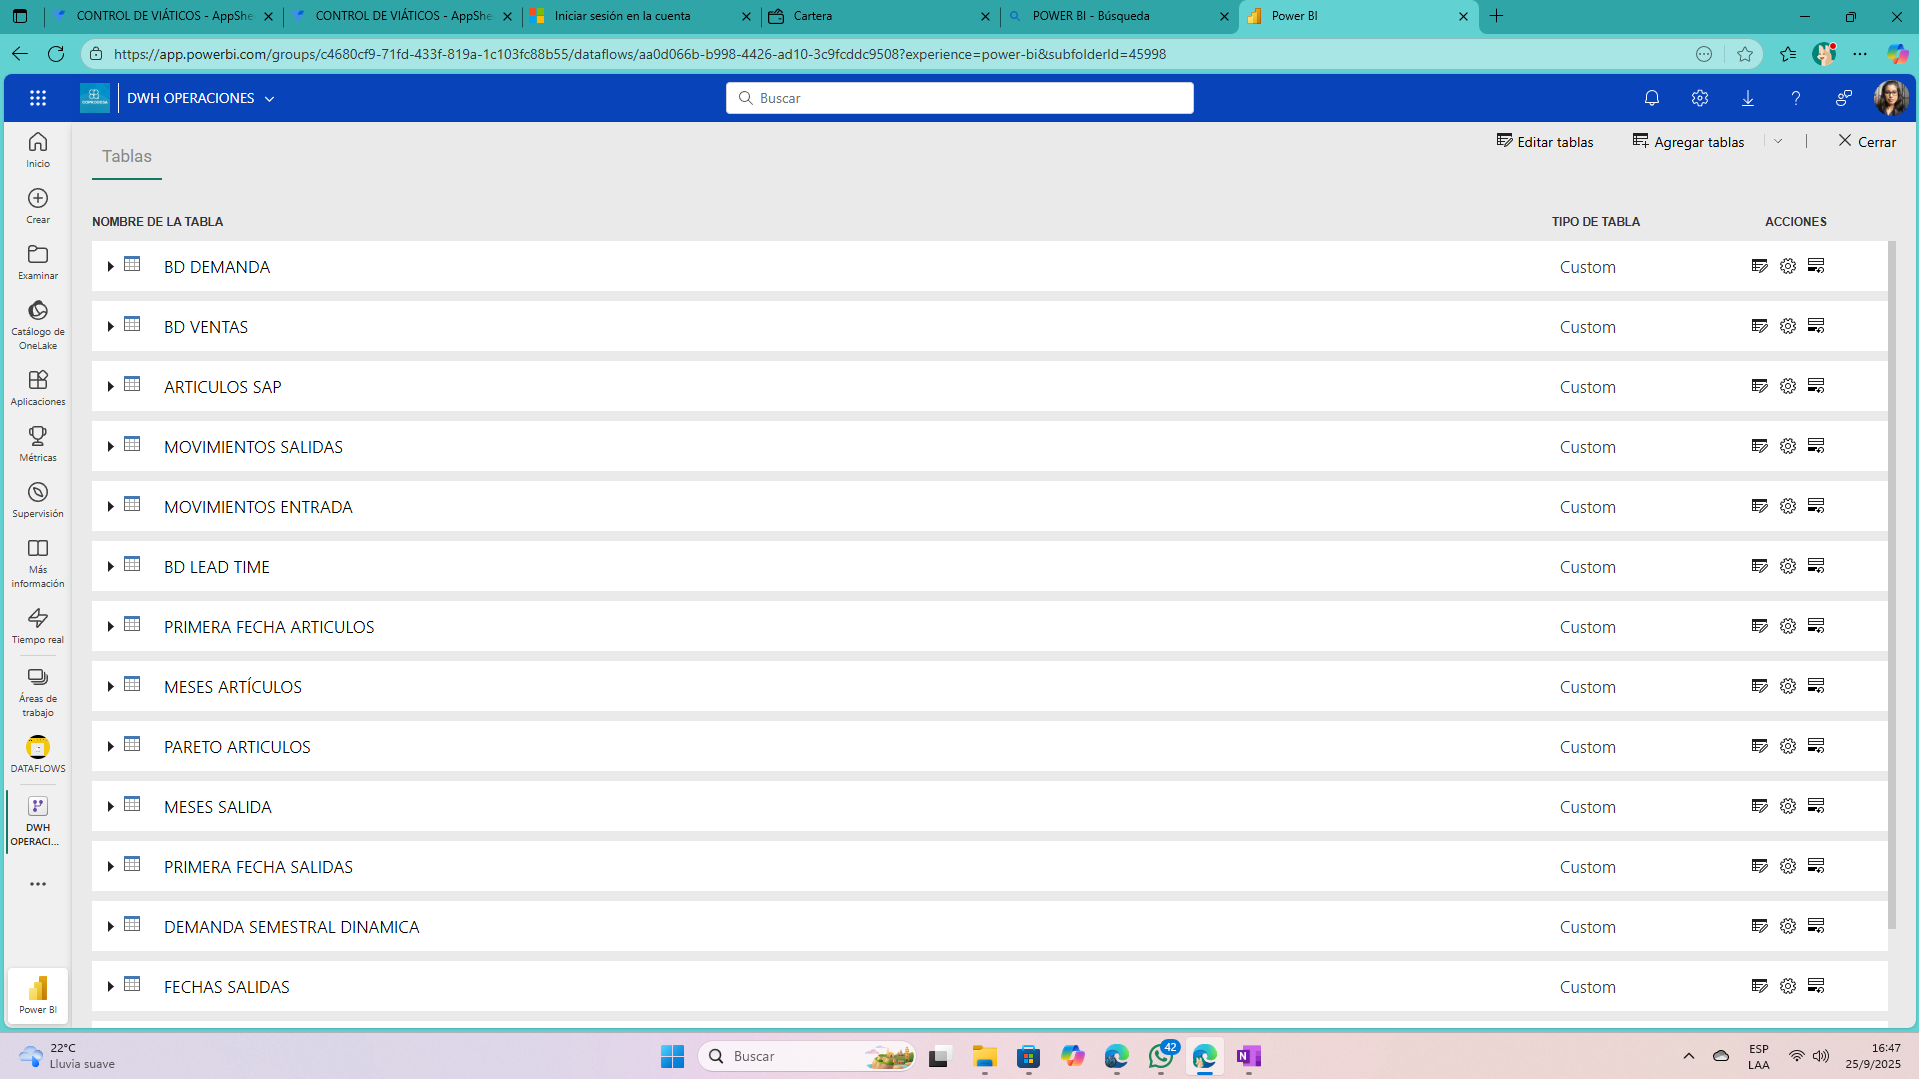 CONTROL DE VIÁTICOS - AppShe
CONTROL DE VIÁTICOS - AppShe
Iniciar sesión en la cuenta
Cartera
POWER BI - Búsqueda
Power BI
https://app.powerbi.com/groups/c4680cf9-71fd-433f-819a-1c103fc88b55/dataflows/aa0d066b-b998-4426-ad10-3c9fcddc9508?experience=power-bi&subfolderId=45998
DWH OPERACIONES
Buscar
Inicio
Crear
Examinar
Catálogo de
OneLake
Aplicaciones
Métricas
Supervisión
Más
información
Tiempo real
Áreas de
trabajo
DATAFLOWS
DWH
OPERACI...
Power BI
Tablas
Editar tablas
Agregar tablas
Cerrar
NOMBRE DE LA TABLA TIPO DE TABLA ACCIONES
BD DEMANDA Custom
BD VENTAS Custom
ARTICULOS SAP Custom
MOVIMIENTOS SALIDAS Custom
MOVIMIENTOS ENTRADA Custom
BD LEAD TIME Custom
PRIMERA FECHA ARTICULOS Custom
MESES ARTÍCULOS Custom
PARETO ARTICULOS Custom
MESES SALIDA Custom
PRIMERA FECHA SALIDAS Custom
DEMANDA SEMESTRAL DINAMICA Custom
FECHAS SALIDAS Custom
22°C
Lluvia suave
Buscar
42
ESP
LAA
16:47
25/9/2025